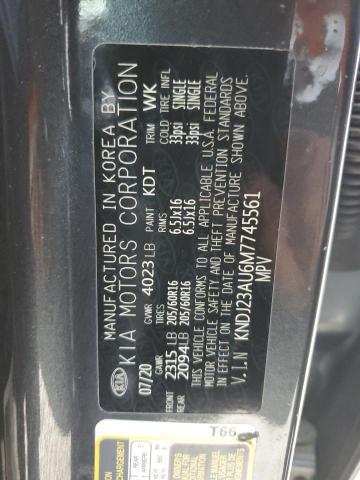 MANUFACTURED IN KOREA BY
KIA KIA MOTORS CORPORATION
07/20 GVWR 4023LB PAINT KDT TRIM WK
GAWR TIRES RIMS COLD TIRE INFL
FRONT 2315LB 205/60R16 6.5Jx16 33psi SINGLE
REAR 2094LB 205/60R16 6.5Jx16 33psi SINGLE
THIS VEHICLE CONFORMS TO ALL APPLICABLE U.S.A. FEDERAL
MOTOR VEHICLE SAFETY AND THEFT PREVENTION STANDARDS
IN EFFECT ON THE DATE OF MANUFACTURE SHOWN ABOVE.
V.I.N KNDJ23AU6M7745561
MPV
T66